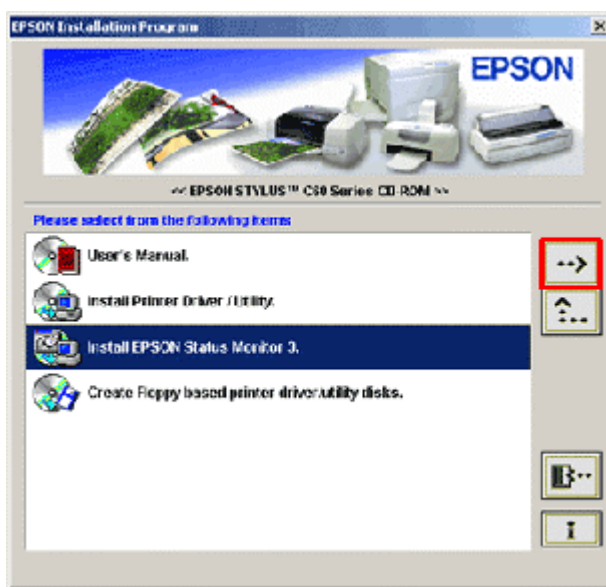 EPSON Installation Program
EPSON
<< EPSON STYLUS™ C80 Series CD-ROM >>
Please select from the following items
User's Manual.
Install Printer Driver / Utility.
Install EPSON Status Monitor 3.
Create Floppy based printer driver/utility disks.
i